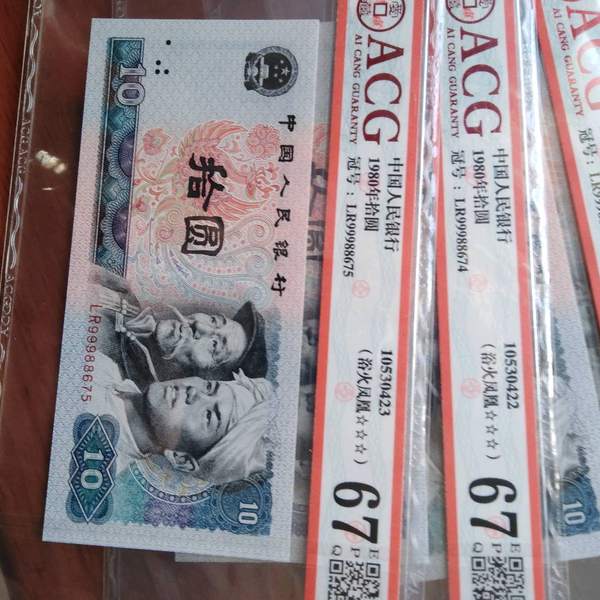 10
中国人民银行
拾圆
LR99988675
10
10
ACG
AI CANG GUARANTY
中国人民银行
1980年拾圆
冠号：LR99988675
10530423
（浴火凤凰☆☆☆）
67
EPQ
ACG
AI CANG GUARANTY
中国人民银行
1980年拾圆
冠号：LR99988674
10530422
（浴火凤凰☆☆☆）
67
EPQ
ACG
10